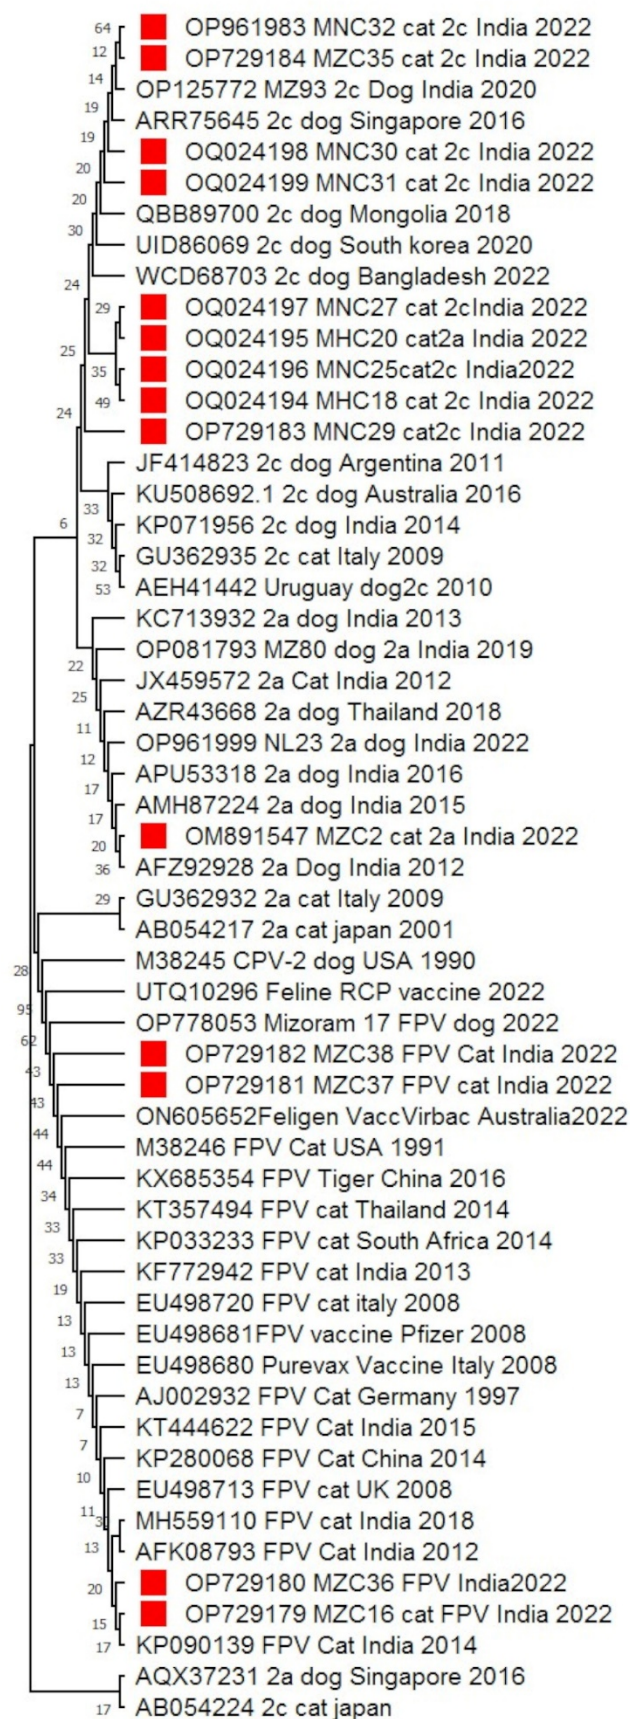 OP961983 MNC32 cat 2c India 2022
OP729184 MZC35 cat 2c India 2022
OP125772 MZ93 2c Dog India 2020
ARR75645 2c dog Singapore 2016
OQ024198 MNC30 cat 2c India 2022
OQ024199 MNC31 cat 2c India 2022
QBB89700 2c dog Mongolia 2018
UID86069 2c dog South korea 2020
WCD68703 2c dog Bangladesh 2022
OQ024197 MNC27 cat 2cIndia 2022
OQ024195 MHC20 cat2a India 2022
OQ024196 MNC25cat2c India2022
OQ024194 MHC18 cat 2c India 2022
OP729183 MNC29 cat2c India 2022
JF414823 2c dog Argentina 2011
KU508692.1 2c dog Australia 2016
KP071956 2c dog India 2014
GU362935 2c cat Italy 2009
AEH41442 Uruguay dog2c 2010
KC713932 2a dog India 2013
OP081793 MZ80 dog 2a India 2019
JX459572 2a Cat India 2012
AZR43668 2a dog Thailand 2018
OP961999 NL23 2a dog India 2022
APU53318 2a dog India 2016
AMH87224 2a dog India 2015
OM891547 MZC2 cat 2a India 2022
AFZ92928 2a Dog India 2012
GU362932 2a cat Italy 2009
AB054217 2a cat japan 2001
M38245 CPV-2 dog USA 1990
UTQ10296 Feline RCP vaccine 2022
OP778053 Mizoram 17 FPV dog 2022
OP729182 MZC38 FPV Cat India 2022
OP729181 MZC37 FPV cat India 2022
ON605652Feligen VaccVirbac Australia2022
M38246 FPV Cat USA 1991
KX685354 FPV Tiger China 2016
KT357494 FPV cat Thailand 2014
KP033233 FPV cat South Africa 2014
KF772942 FPV cat India 2013
EU498720 FPV cat italy 2008
EU498681FPV vaccine Pfizer 2008
EU498680 Purevax Vaccine Italy 2008
AJ002932 FPV Cat Germany 1997
KT444622 FPV Cat India 2015
KP280068 FPV Cat China 2014
EU498713 FPV cat UK 2008
MH559110 FPV cat India 2018
AFK08793 FPV Cat India 2012
OP729180 MZC36 FPV India2022
OP729179 MZC16 cat FPV India 2022
KP090139 FPV Cat India 2014
AQX37231 2a dog Singapore 2016
AB054224 2c cat japan
64
12
14
19
19
20
20
30
24
29
25
35
49
24
33
6
32
32
53
22
25
11
12
17
17
20
36
29
28
95
62
43
43
44
44
34
33
33
19
13
13
13
7
7
10
11
13
20
15
17
17